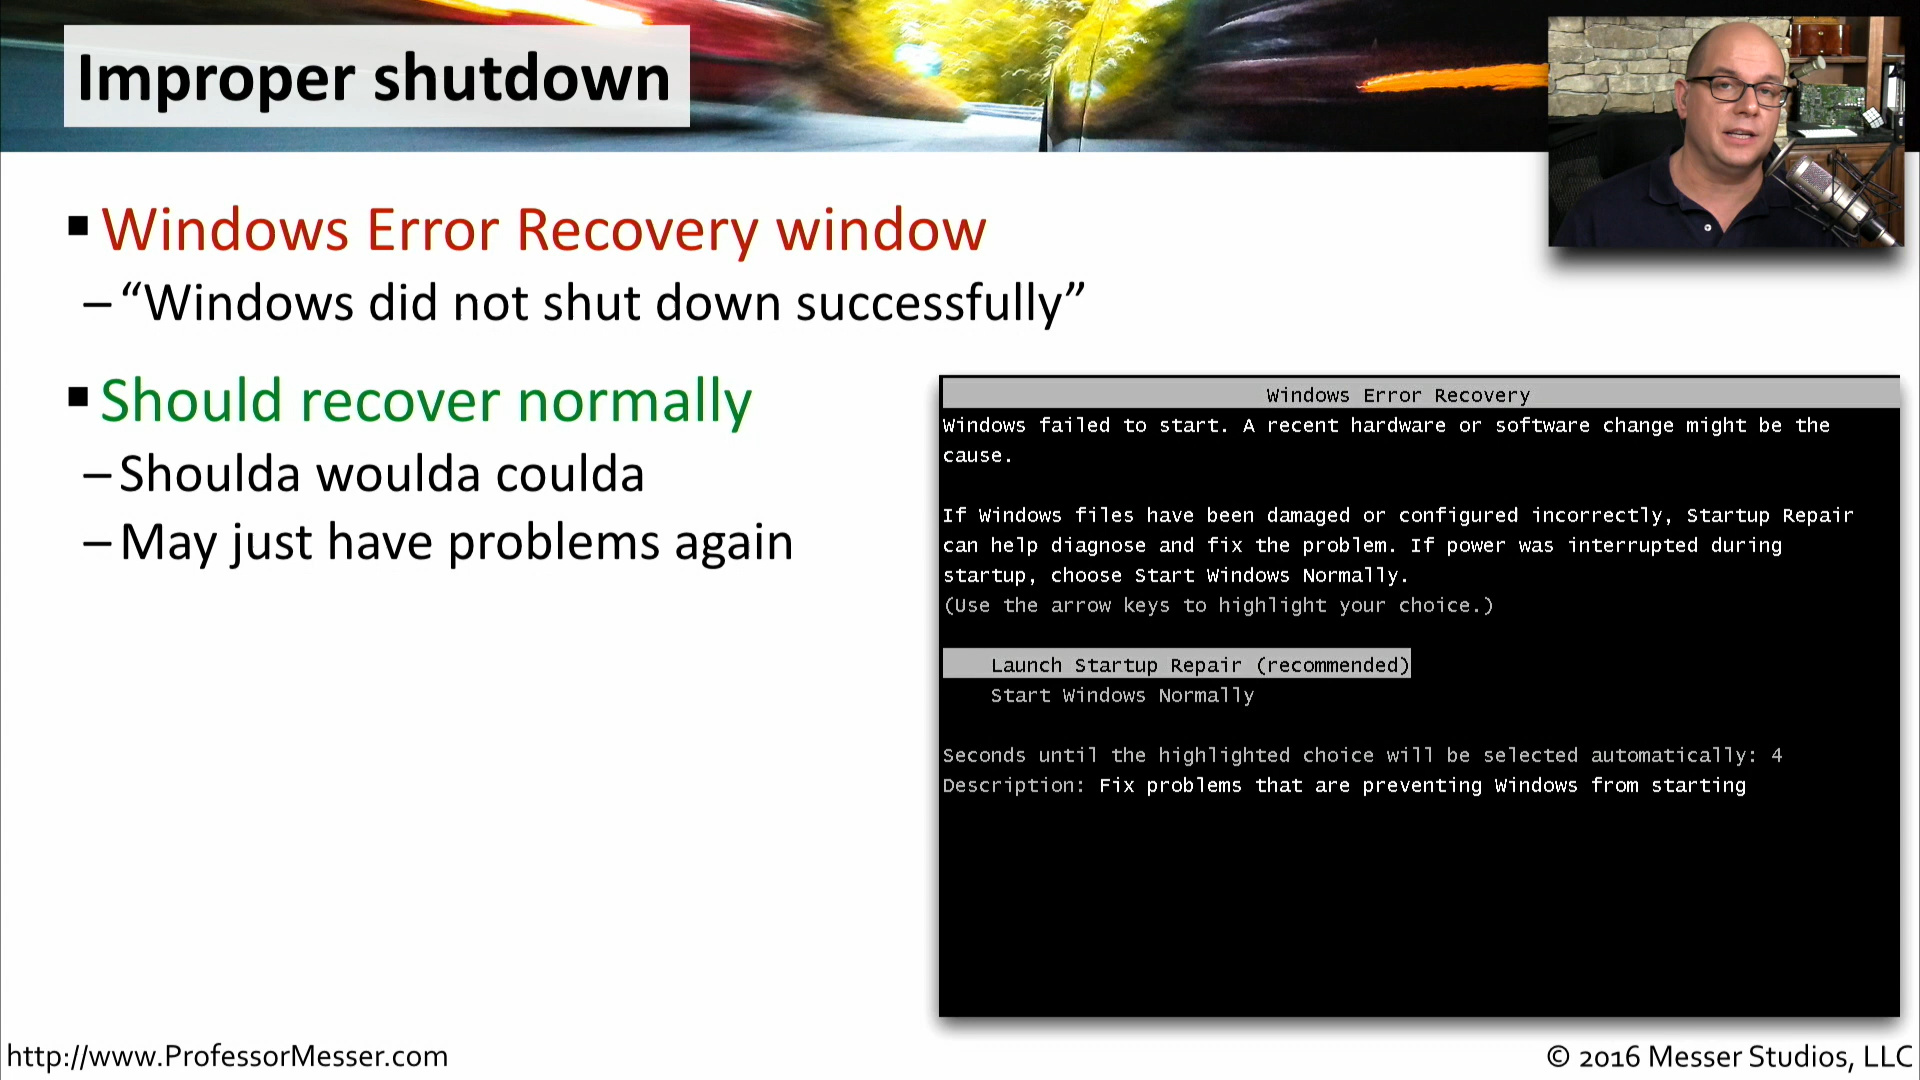 Improper shutdown
▪ Windows Error Recovery window
– “Windows did not shut down successfully”
▪ Should recover normally
– Shoulda woulda coulda
– May just have problems again
Windows Error Recovery
Windows failed to start. A recent hardware or software change might be the
cause.
If Windows files have been damaged or configured incorrectly, Startup Repair
can help diagnose and fix the problem. If power was interrupted during
startup, choose Start Windows Normally.
(Use the arrow keys to highlight your choice.)
Launch Startup Repair (recommended)
Start Windows Normally
Seconds until the highlighted choice will be selected automatically: 4
Description: Fix problems that are preventing Windows from starting
http://www.ProfessorMesser.com
© 2016 Messer Studios, LLC